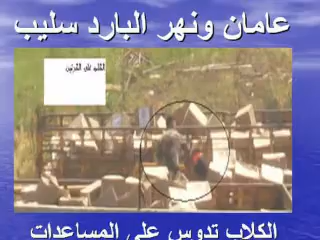 عامان ونهر البارد سليب
الكلاب تدوس على المساعدات